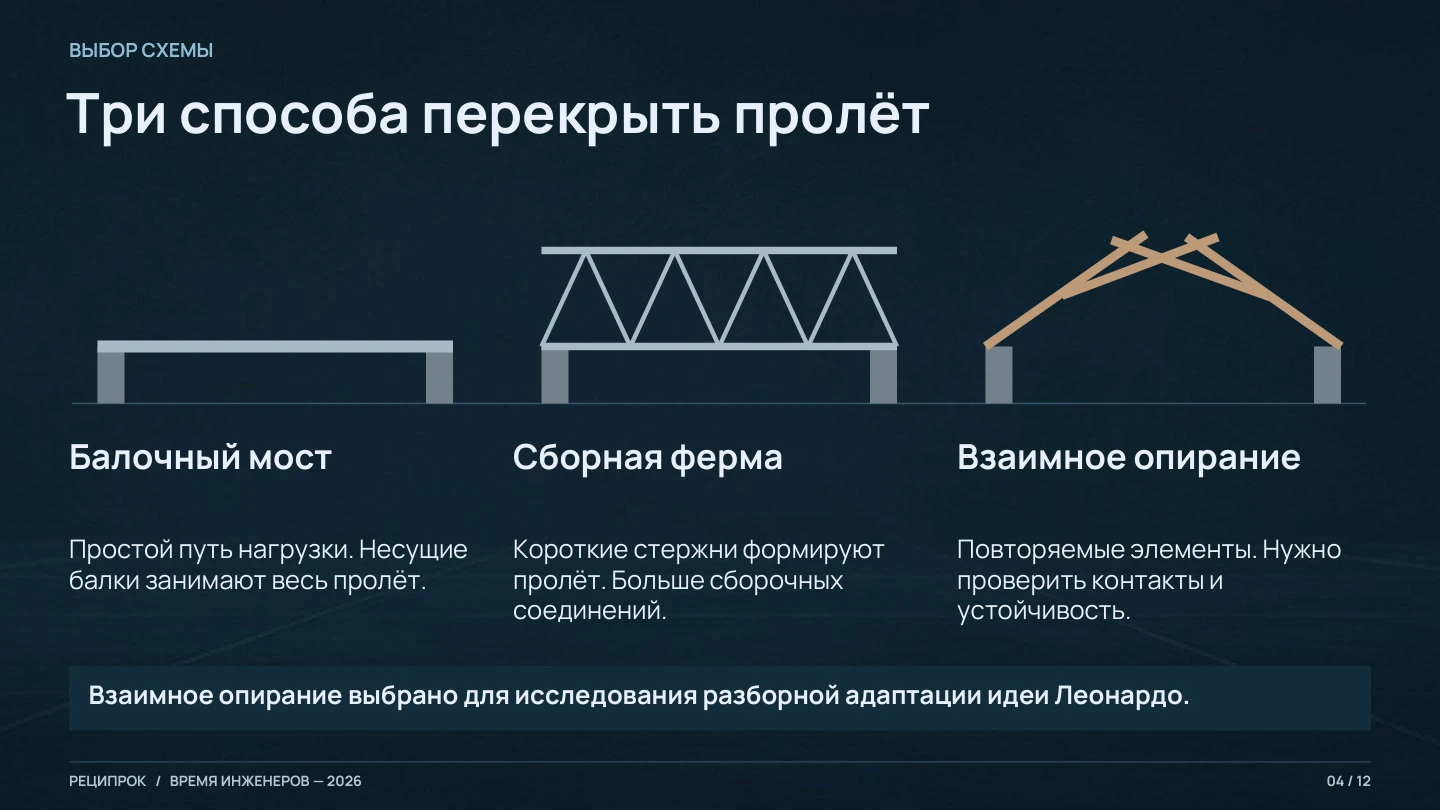 ВЫБОР СХЕМЫ
Три способа перекрыть пролёт
Балочный мост
Простой путь нагрузки. Несущие
балки занимают весь пролёт.
Сборная ферма
Короткие стержни формируют
пролёт. Больше сборочных
соединений.
Взаимное опирание
Повторяемые элементы. Нужно
проверить контакты и
устойчивость.
Взаимное опирание выбрано для исследования разборной адаптации идеи Леонардо.
РЕЦИПРОК / ВРЕМЯ ИНЖЕНЕРОВ — 2026
04 / 12